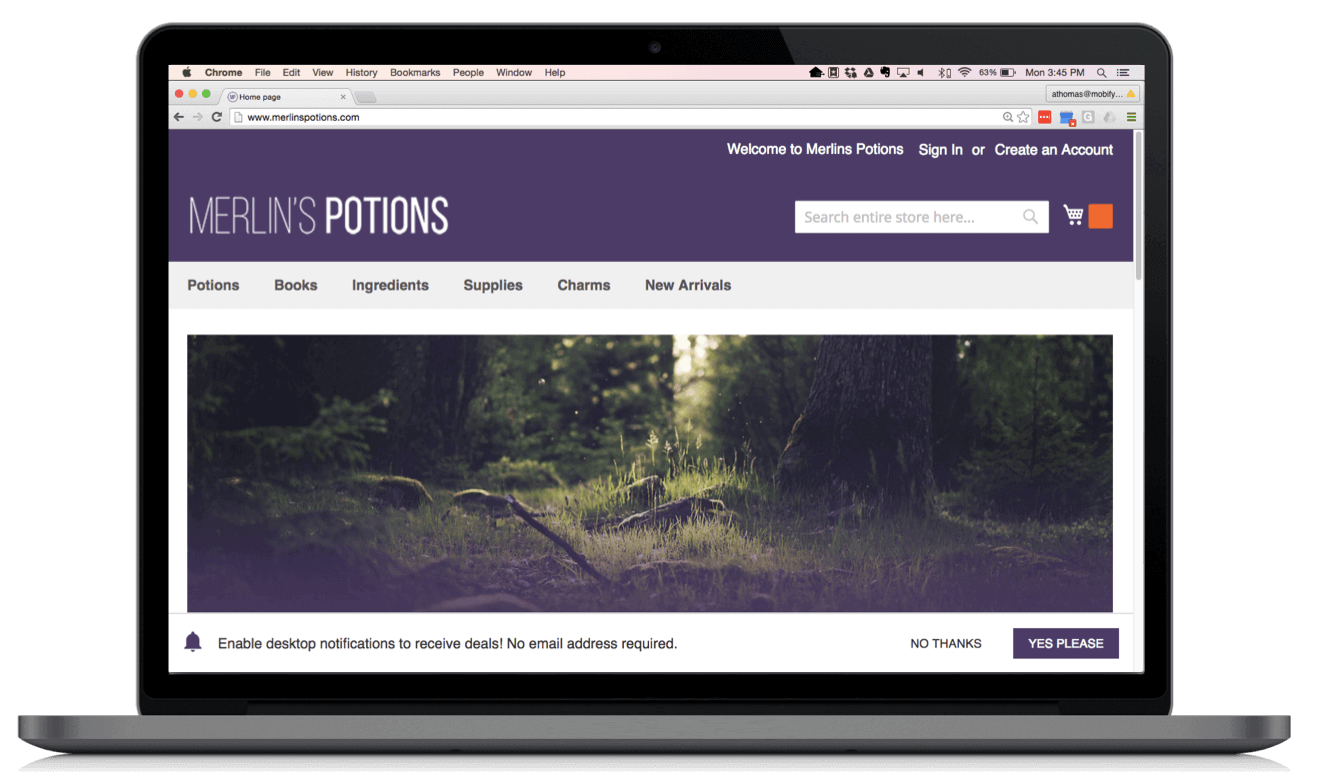 Chrome File Edit View History Bookmarks People Window Help 63% Mon 3:45 PM
Home page athomas@mobify...
www.merlinspotions.com
Welcome to Merlins Potions Sign In or Create an Account
MERLIN'S POTIONS
Search entire store here...
Potions Books Ingredients Supplies Charms New Arrivals
Enable desktop notifications to receive deals! No email address required. NO THANKS YES PLEASE